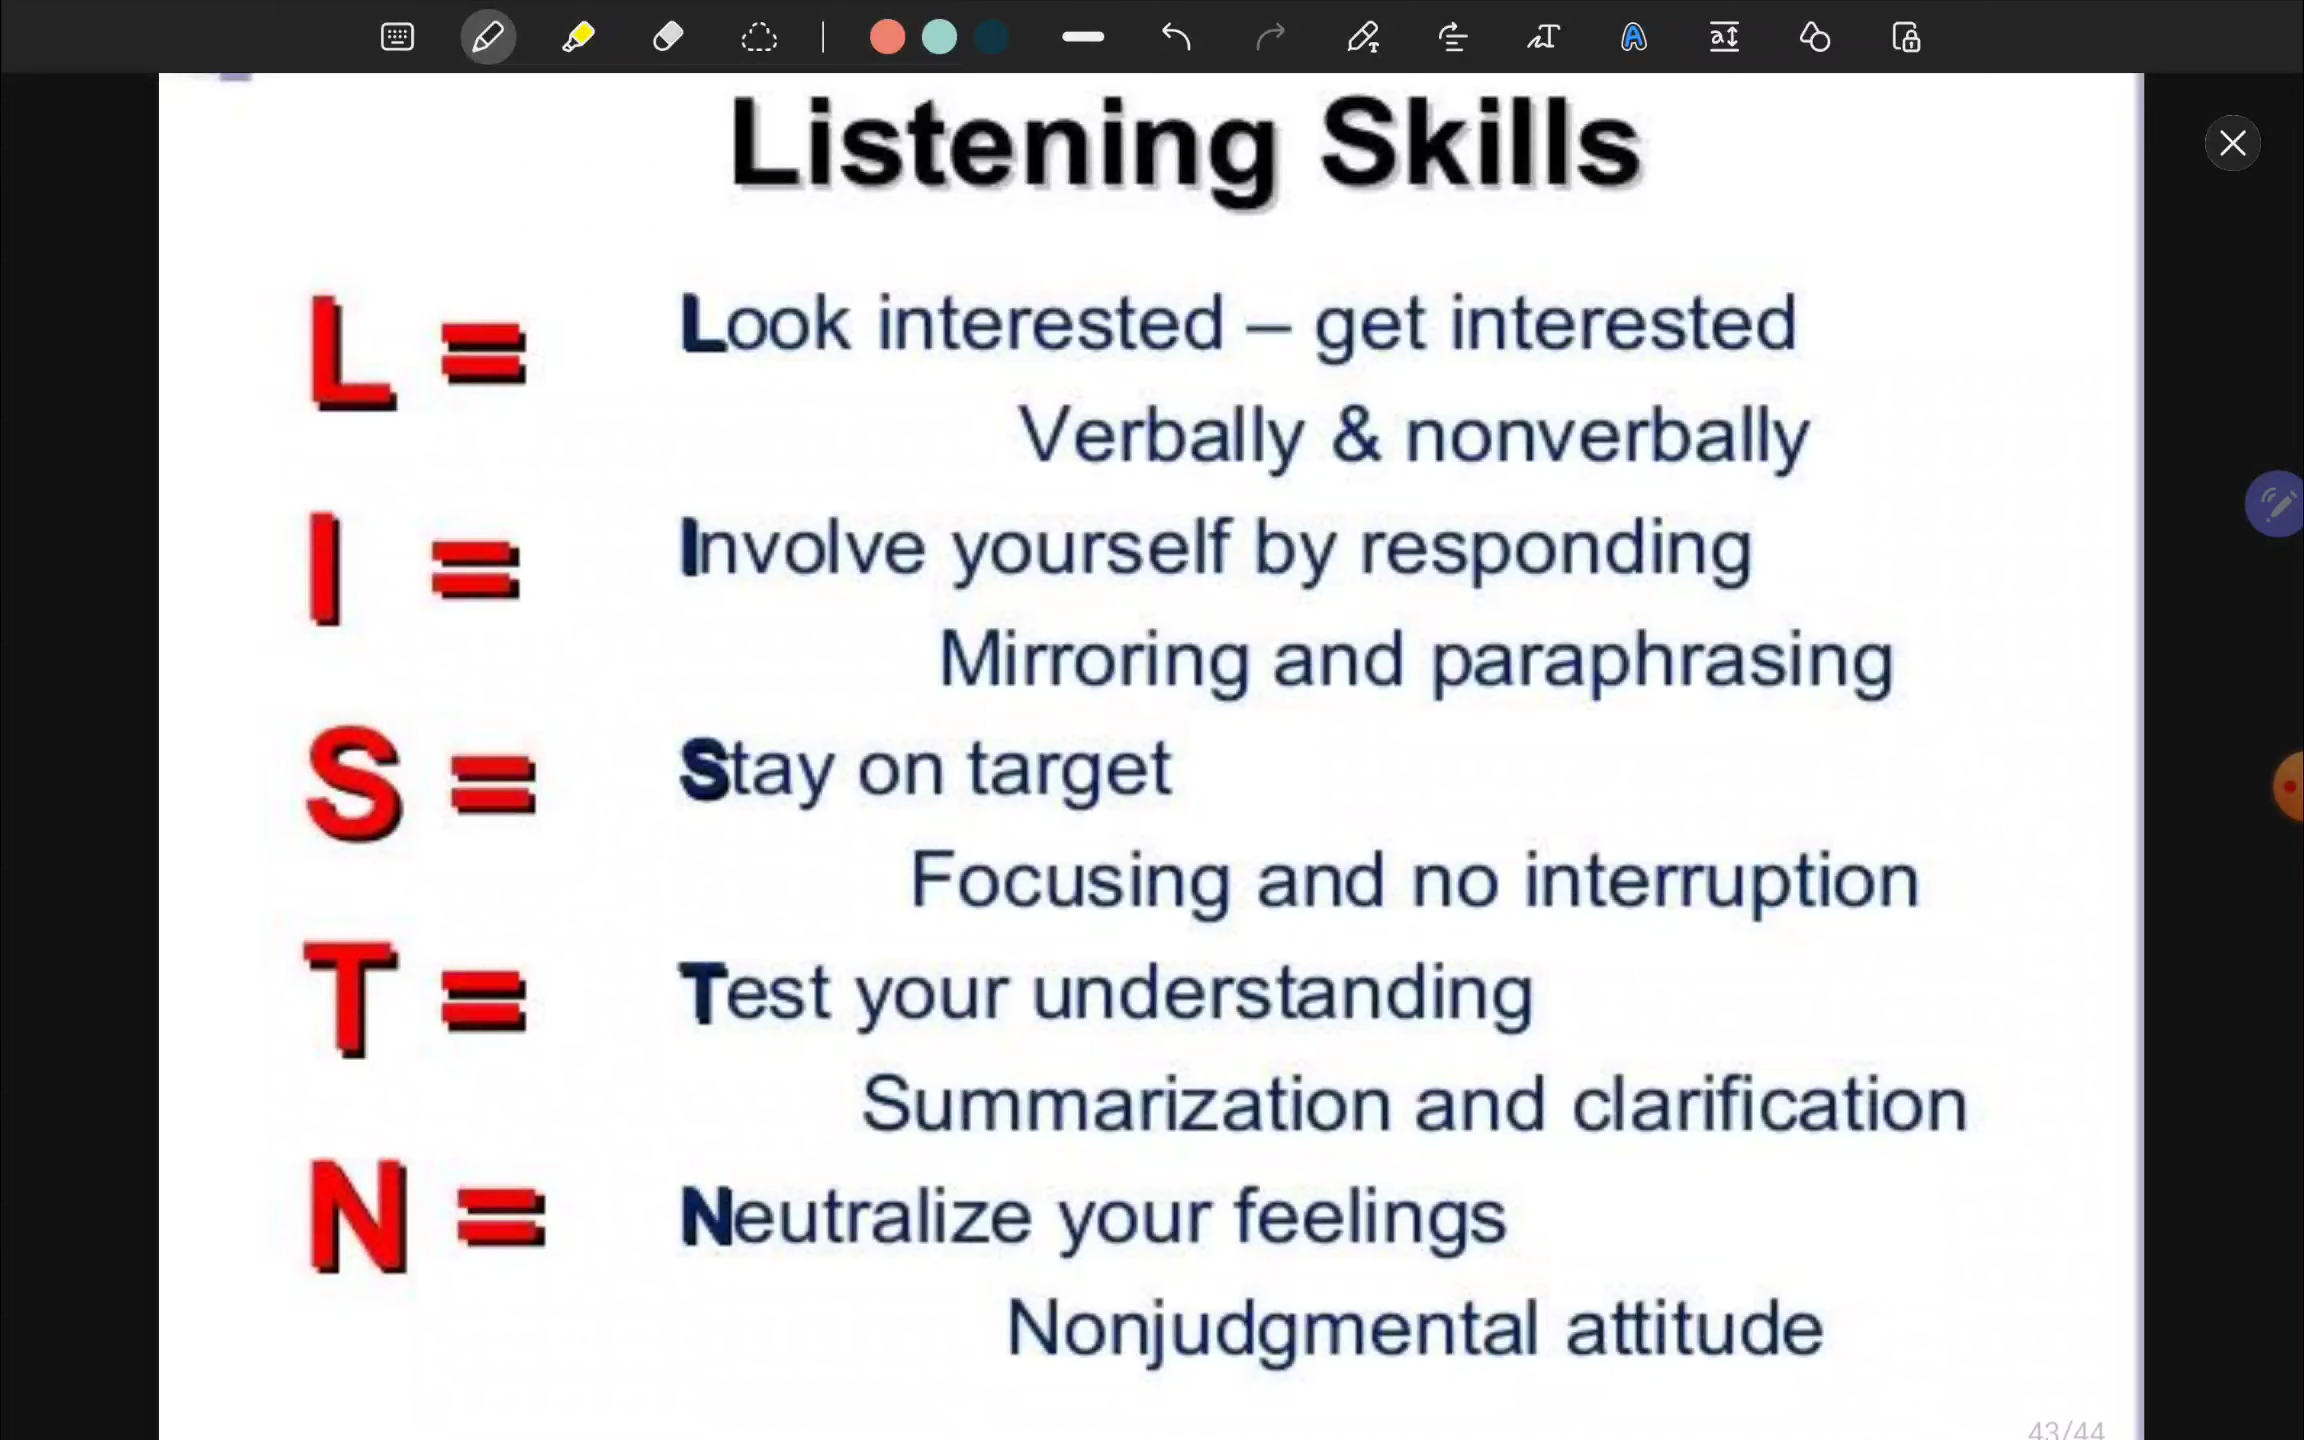 Listening Skills
L = Look interested – get interested
Verbally & nonverbally
I = Involve yourself by responding
Mirroring and paraphrasing
S = Stay on target
Focusing and no interruption
T = Test your understanding
Summarization and clarification
N = Neutralize your feelings
Nonjudgmental attitude
43/44